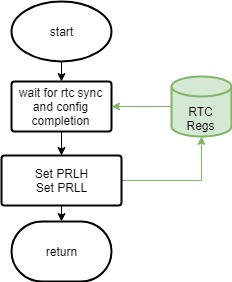 start
wait for rtc sync
and config
completion
RTC
Regs
Set PRLH
Set PRLL
return